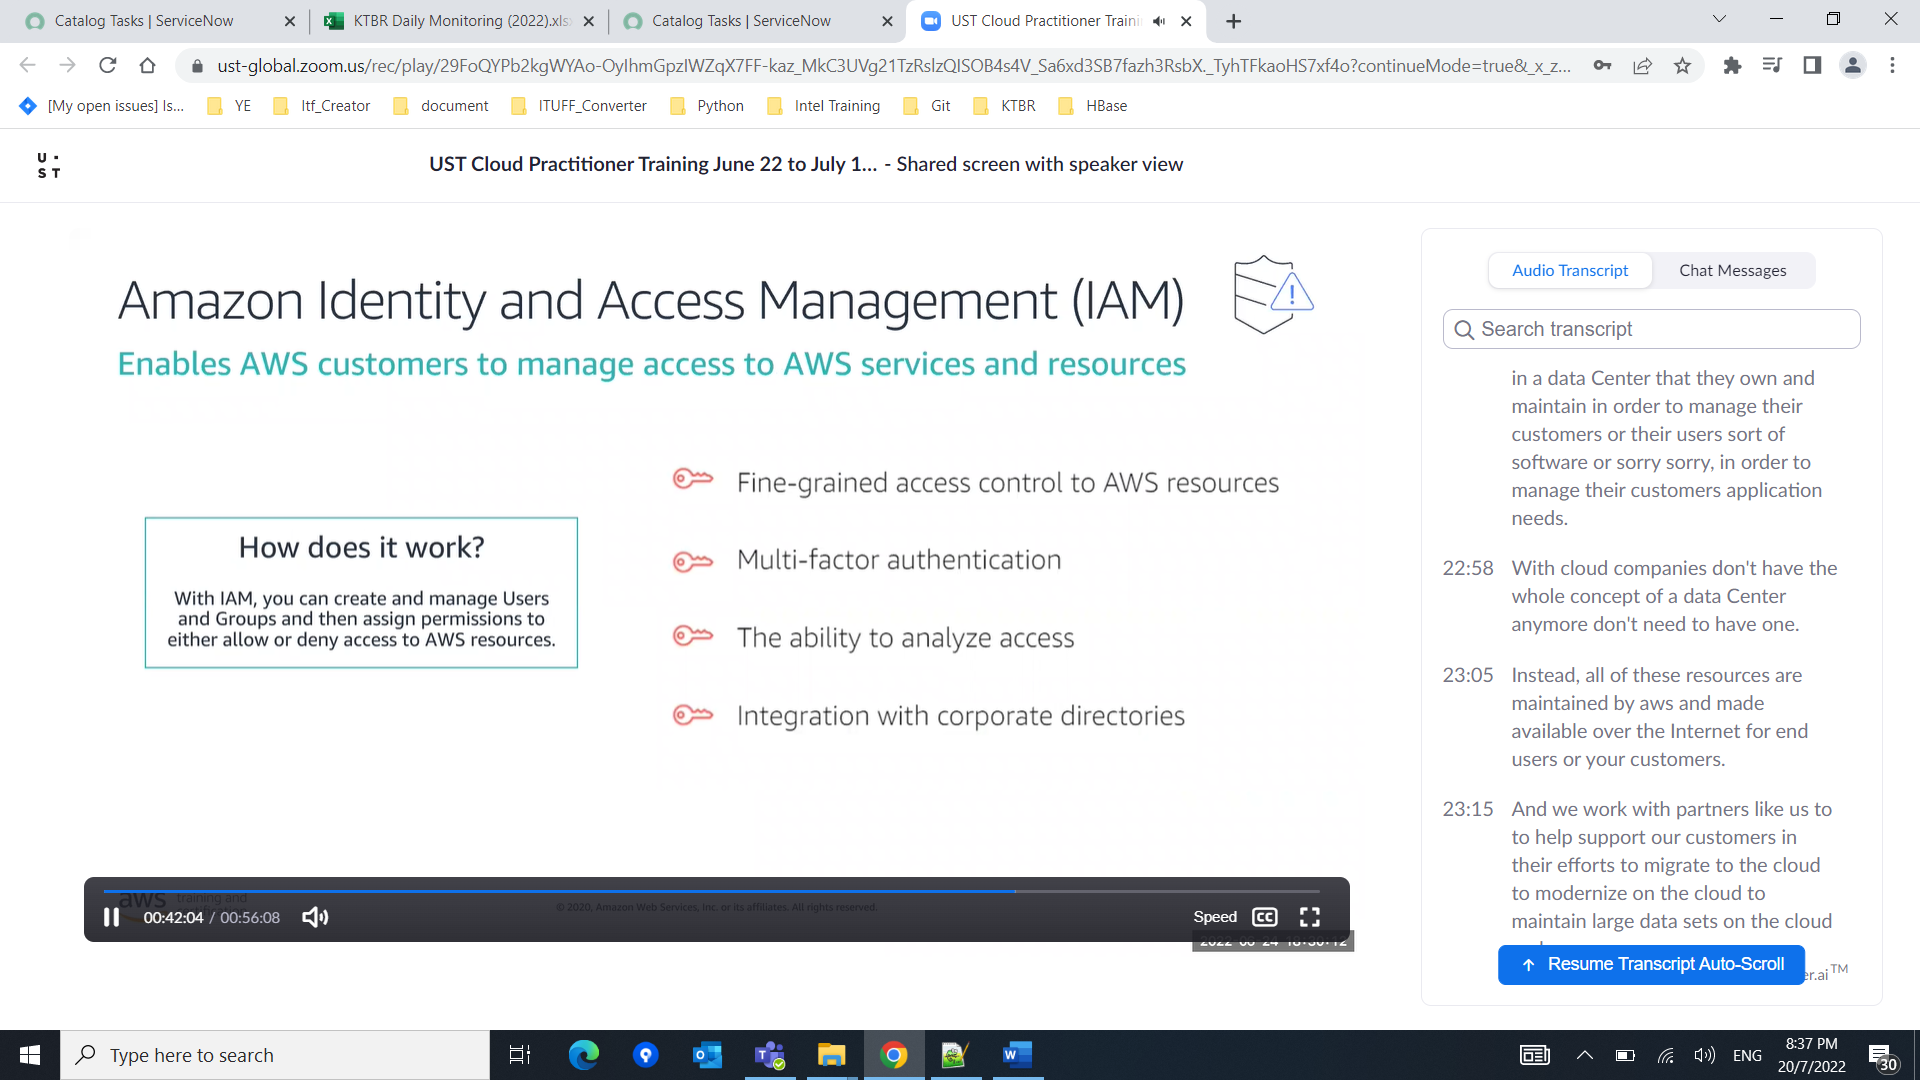 Catalog Tasks | ServiceNow
KTBR Daily Monitoring (2022).xls
Catalog Tasks | ServiceNow
UST Cloud Practitioner Traini
ust-global.zoom.us/rec/play/29FoQYPb2kgWYAo-OyIhmGpzIWZqX7FF-kaz_MkC3UVg21TzRslzQISOB4s4V_Sa6xd3SB7fazh3RsbX._TyhTFkaoHS7xf4o?continueMode=true&_x_z...
[My open issues] Is...
YE
Itf_Creator
document
ITUFF_Converter
Python
Intel Training
Git
KTBR
HBase
U·
ST
UST Cloud Practitioner Training June 22 to July 1... - Shared screen with speaker view
Amazon Identity and Access Management (IAM)
Enables AWS customers to manage access to AWS services and resources
How does it work?
With IAM, you can create and manage Users
and Groups and then assign permissions to
either allow or deny access to AWS resources.
Fine-grained access control to AWS resources
Multi-factor authentication
The ability to analyze access
Integration with corporate directories
aws training and
© 2020, Amazon Web Services, Inc. or its affiliates. All rights reserved.
00:42:04 / 00:56:08
Speed
CC
Audio Transcript
Chat Messages
Search transcript
in a data Center that they own and
maintain in order to manage their
customers or their users sort of
software or sorry sorry, in order to
manage their customers application
needs.
22:58 With cloud companies don't have the
whole concept of a data Center
anymore don't need to have one.
23:05 Instead, all of these resources are
maintained by aws and made
available over the Internet for end
users or your customers.
23:15 And we work with partners like us to
to help support our customers in
their efforts to migrate to the cloud
to modernize on the cloud to
maintain large data sets on the cloud
Resume Transcript Auto-Scroll
er.ai™
Type here to search
ENG
8:37 PM
20/7/2022
30